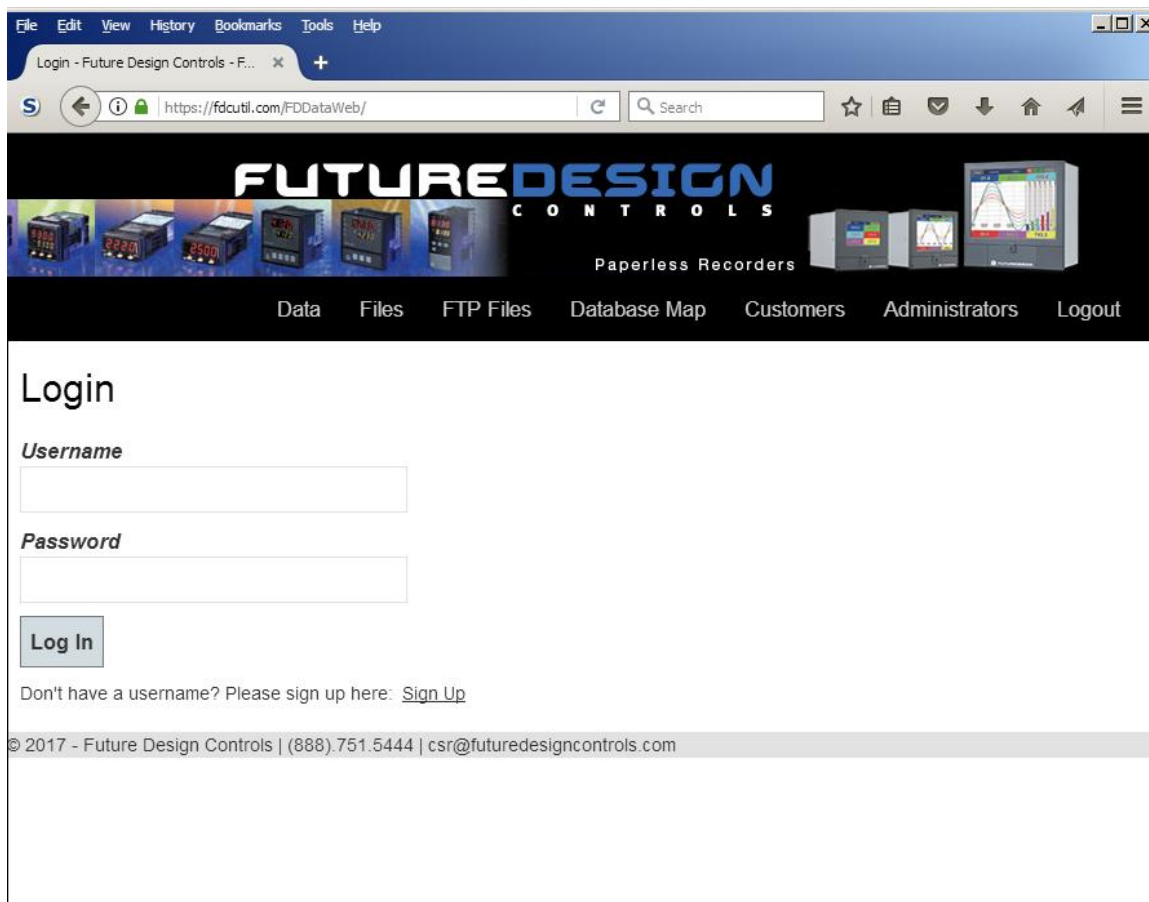 File Edit View History Bookmarks Tools Help
Login - Future Design Controls - F...
https://fdcutil.com/FDDataWeb/ Search
FUTUREDESIGN
CONTROLS
Paperless Recorders
Data Files FTP Files Database Map Customers Administrators Logout
Login
Username
Password
Log In
Don't have a username? Please sign up here: Sign Up
© 2017 - Future Design Controls | (888).751.5444 | csr@futuredesigncontrols.com